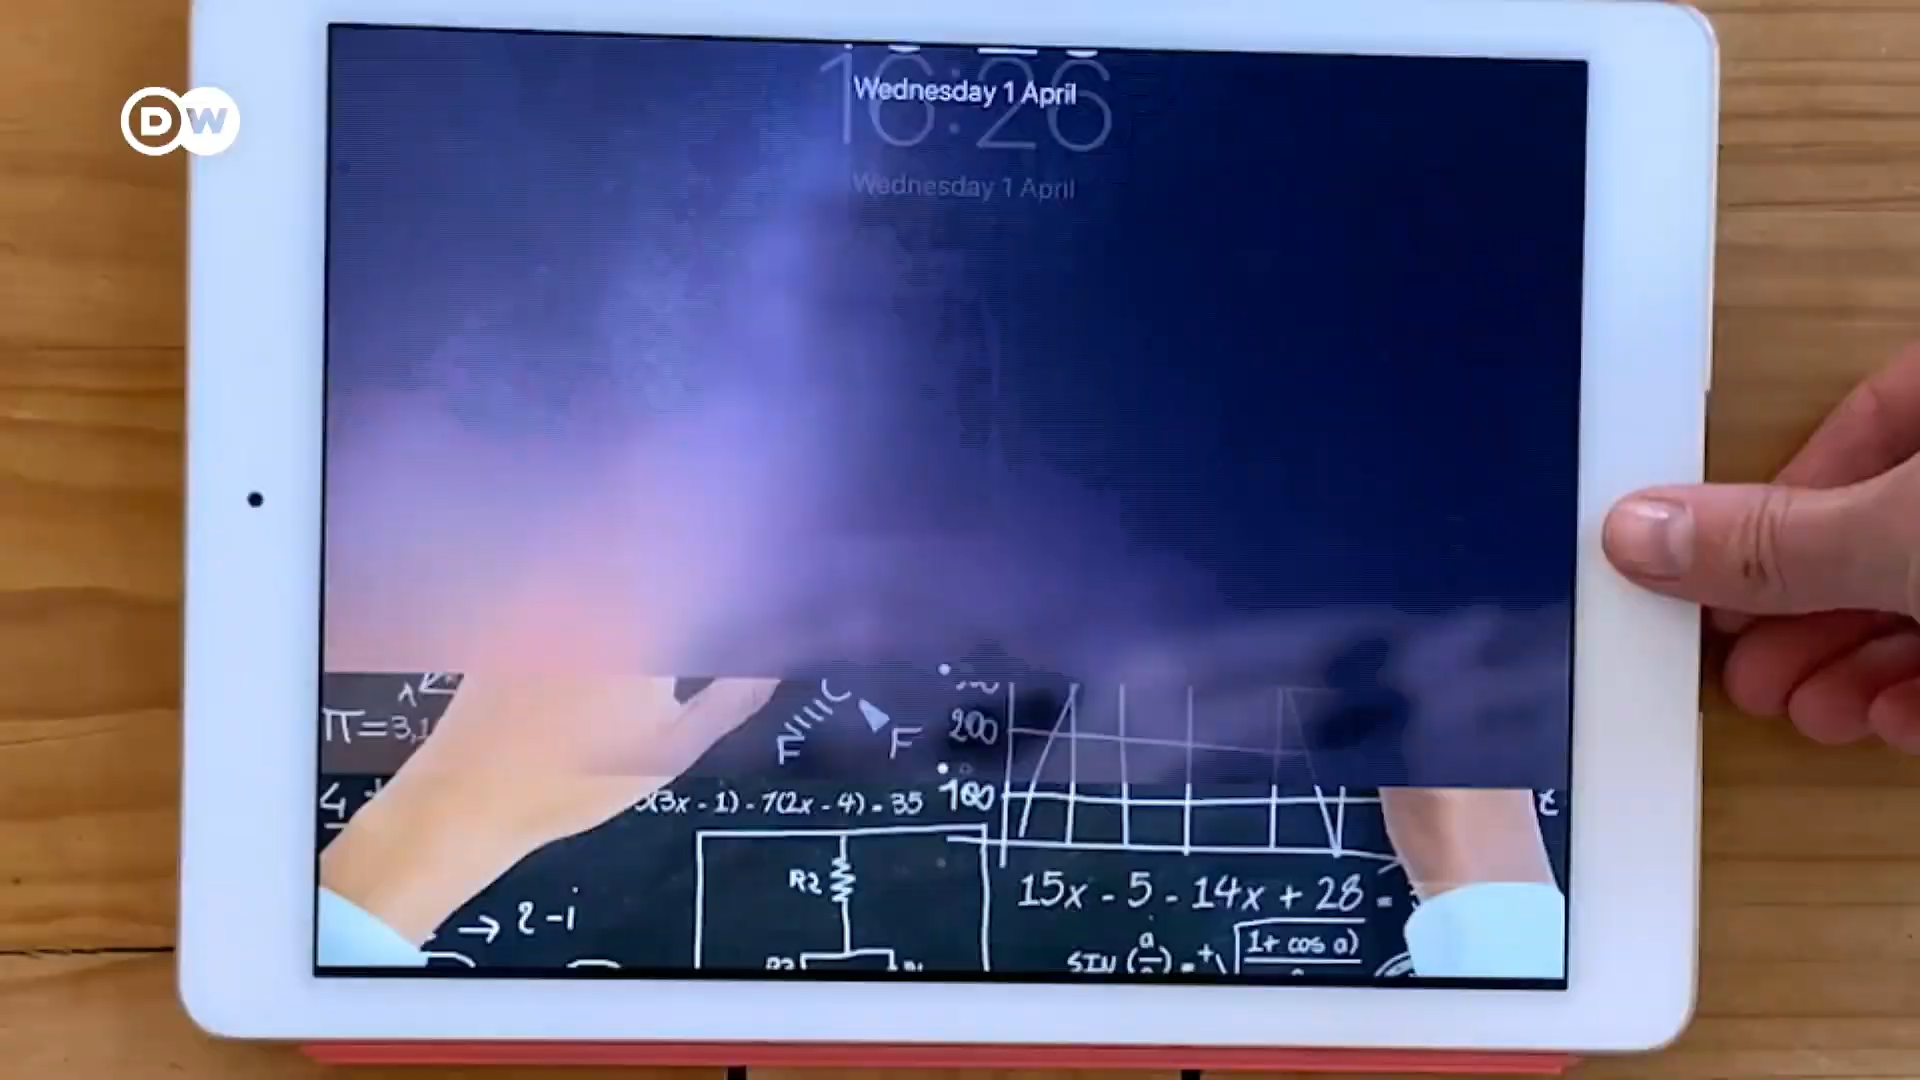 DW
Wednesday 1 April
16:26
Wednesday 1 April
π=3,1
200
100
(3x - 1) - 7(2x - 4) = 35
F F
R2
→ 2-i
15x - 5 - 14x + 28 =
1+ cos a)
SIN (a